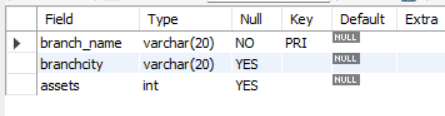 Field Type Null Key Default Extra
branch_name varchar(20) NO PRI NULL
branchcity varchar(20) YES NULL
assets int YES NULL